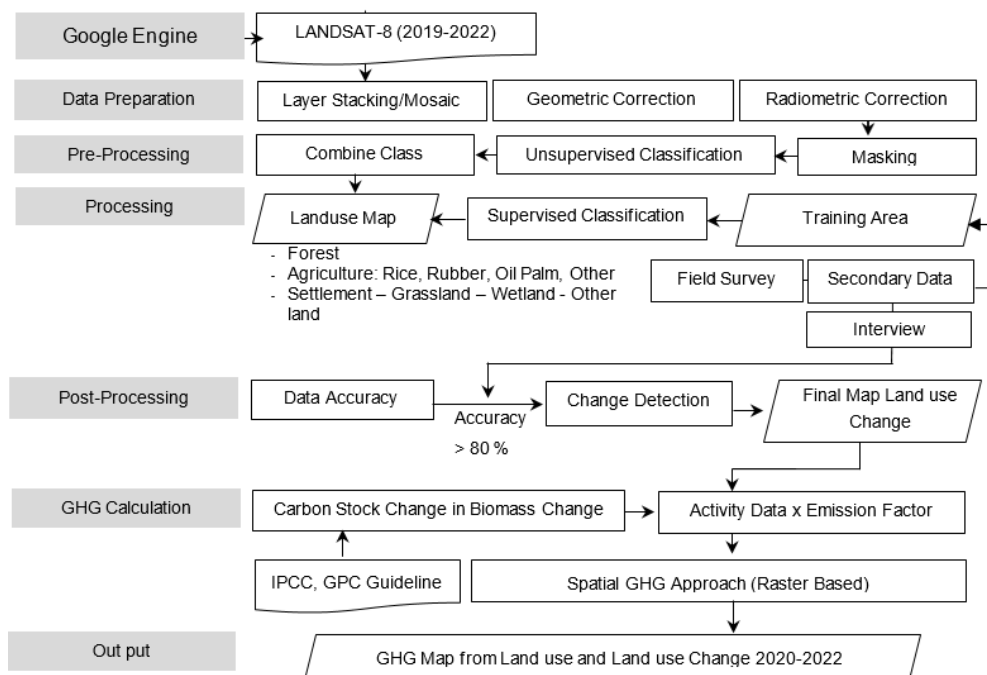 Google Engine
LANDSAT-8 (2019-2022)
Data Preparation
Layer Stacking/Mosaic
Geometric Correction
Radiometric Correction
Pre-Processing
Combine Class
Unsupervised Classification
Masking
Processing
Landuse Map
Supervised Classification
Training Area
- Forest
- Agriculture: Rice, Rubber, Oil Palm, Other
- Settlement – Grassland – Wetland - Other
land
Field Survey
Secondary Data
Interview
Post-Processing
Data Accuracy
Accuracy
> 80 %
Change Detection
Final Map Land use
Change
GHG Calculation
Carbon Stock Change in Biomass Change
Activity Data x Emission Factor
IPCC, GPC Guideline
Spatial GHG Approach (Raster Based)
Out put
GHG Map from Land use and Land use Change 2020-2022